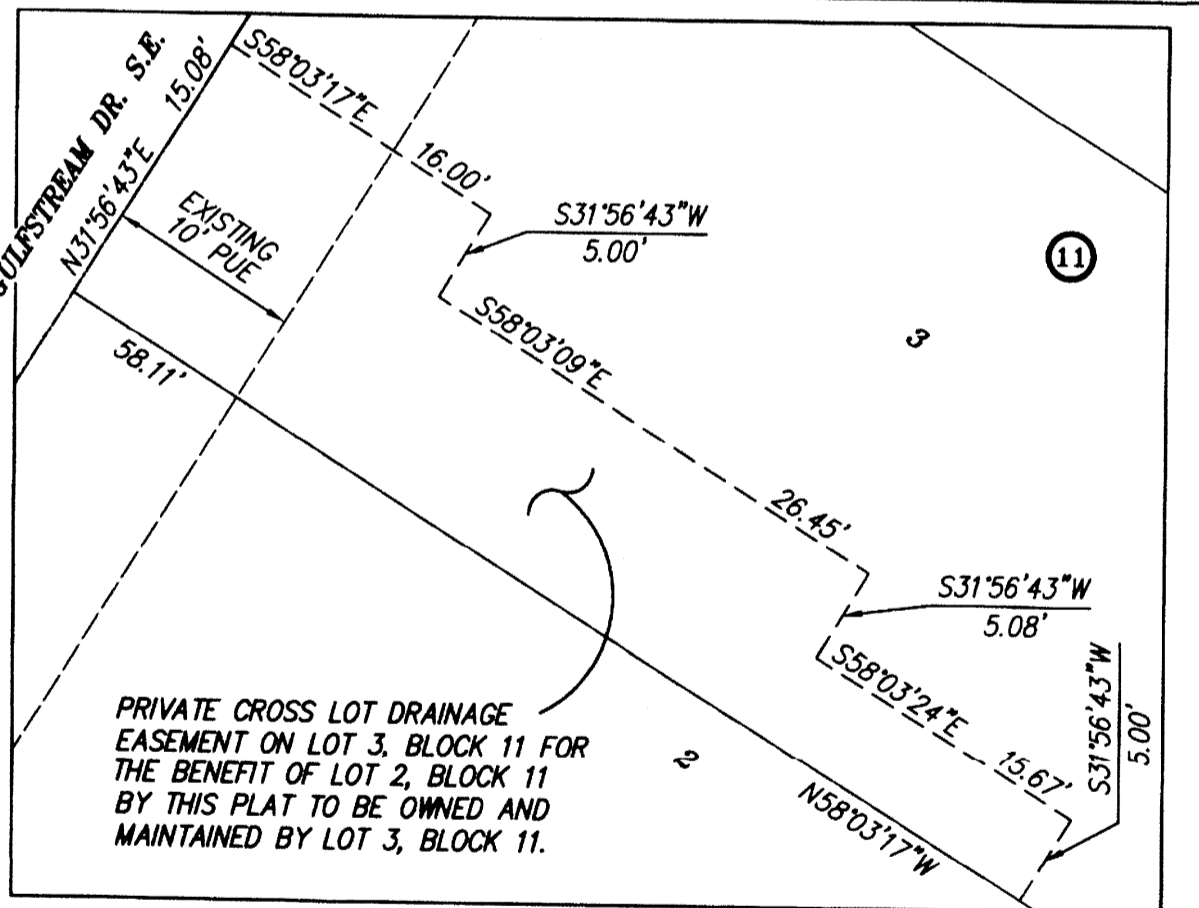 GULFSTREAM DR. S.E.
N31°56'43"E 15.08'
S58°03'17"E
16.00'
EXISTING
10' PUE
S31°56'43"W
5.00'
11
3
S58°03'09"E
26.45'
58.11'
S31°56'43"W
5.08'
S58°03'24"E
15.67'
S31°56'43"W
5.00'
2
N58°03'17"W
PRIVATE CROSS LOT DRAINAGE
EASEMENT ON LOT 3, BLOCK 11 FOR
THE BENEFIT OF LOT 2, BLOCK 11
BY THIS PLAT TO BE OWNED AND
MAINTAINED BY LOT 3, BLOCK 11.